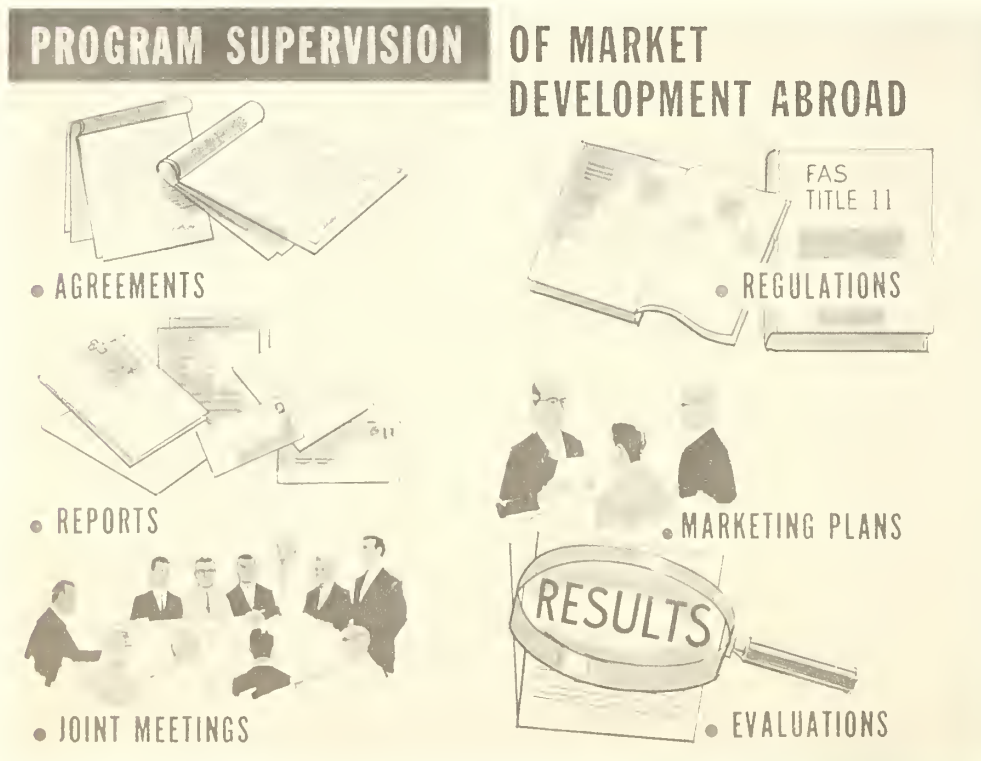 PROGRAM SUPERVISION OF MARKET
DEVELOPMENT ABROAD
FAS
TITLE 11
• AGREEMENTS
• REGULATIONS
• REPORTS
• MARKETING PLANS
RESULTS
• JOINT MEETINGS
• EVALUATIONS